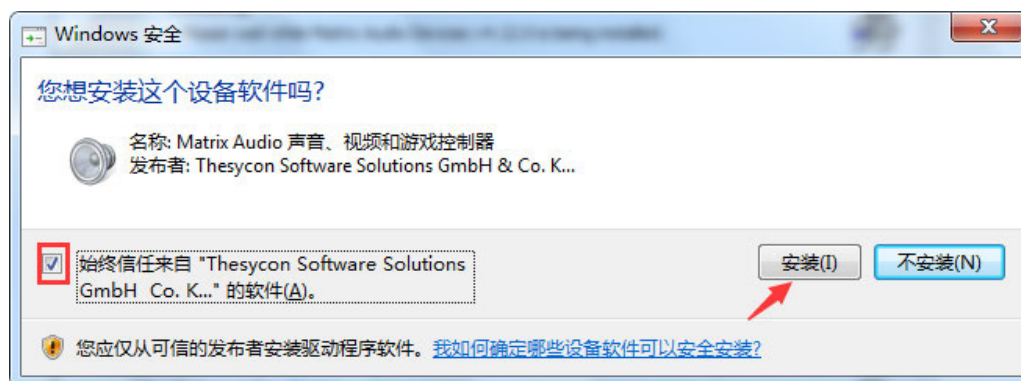 Windows 安全
您想安装这个设备软件吗?
名称: Matrix Audio 声音、视频和游戏控制器
发布者: Thesycon Software Solutions GmbH & Co. K...
始终信任来自 "Thesycon Software Solutions
GmbH  Co. K..." 的软件(A)。
安装(I)
不安装(N)
您应仅从可信的发布者安装驱动程序软件。我如何确定哪些设备软件可以安全安装?